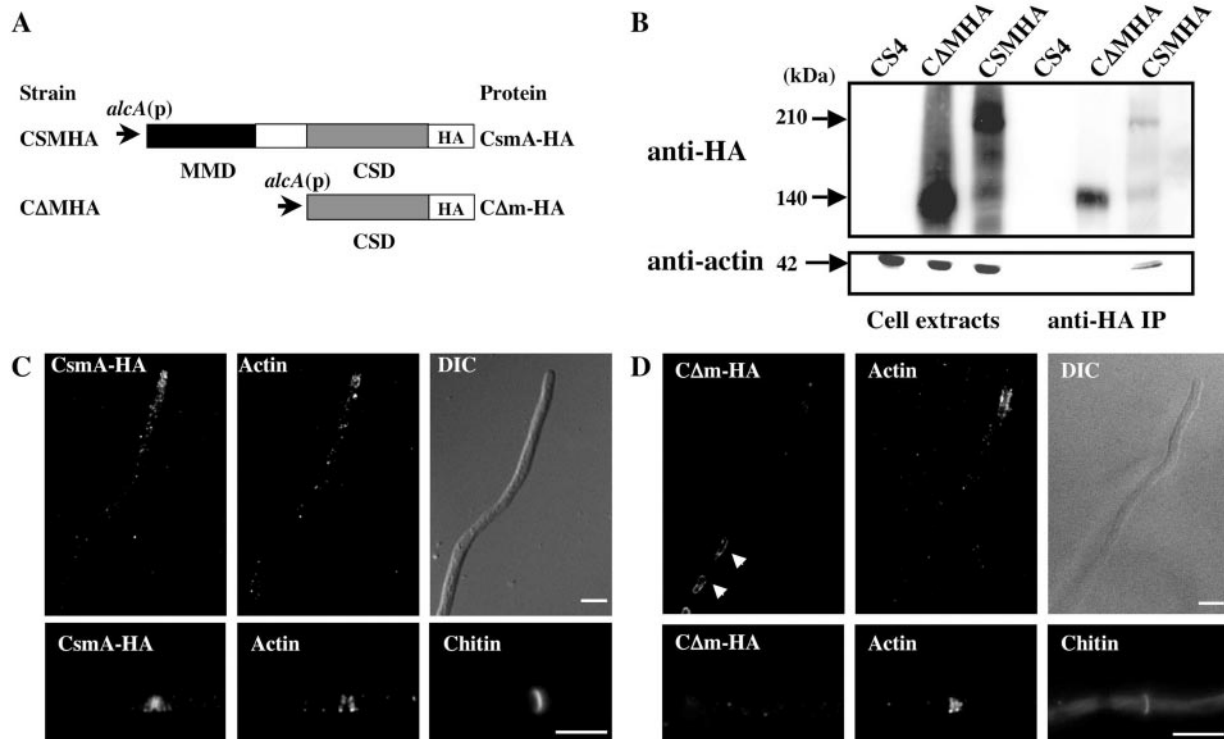 A
Strain
Protein
alcA(p)
CSMHA
HA
CsmA-HA
MMD
CSD
alcA(p)
CΔMHA
HA
CΔm-HA
CSD
B
(kDa)
CS4
CΔMHA
CSMHA
CS4
CΔMHA
CSMHA
210
anti-HA
140
anti-actin
42
Cell extracts
anti-HA IP
C
CsmA-HA
Actin
DIC
CsmA-HA
Actin
Chitin
D
CΔm-HA
Actin
DIC
CΔm-HA
Actin
Chitin